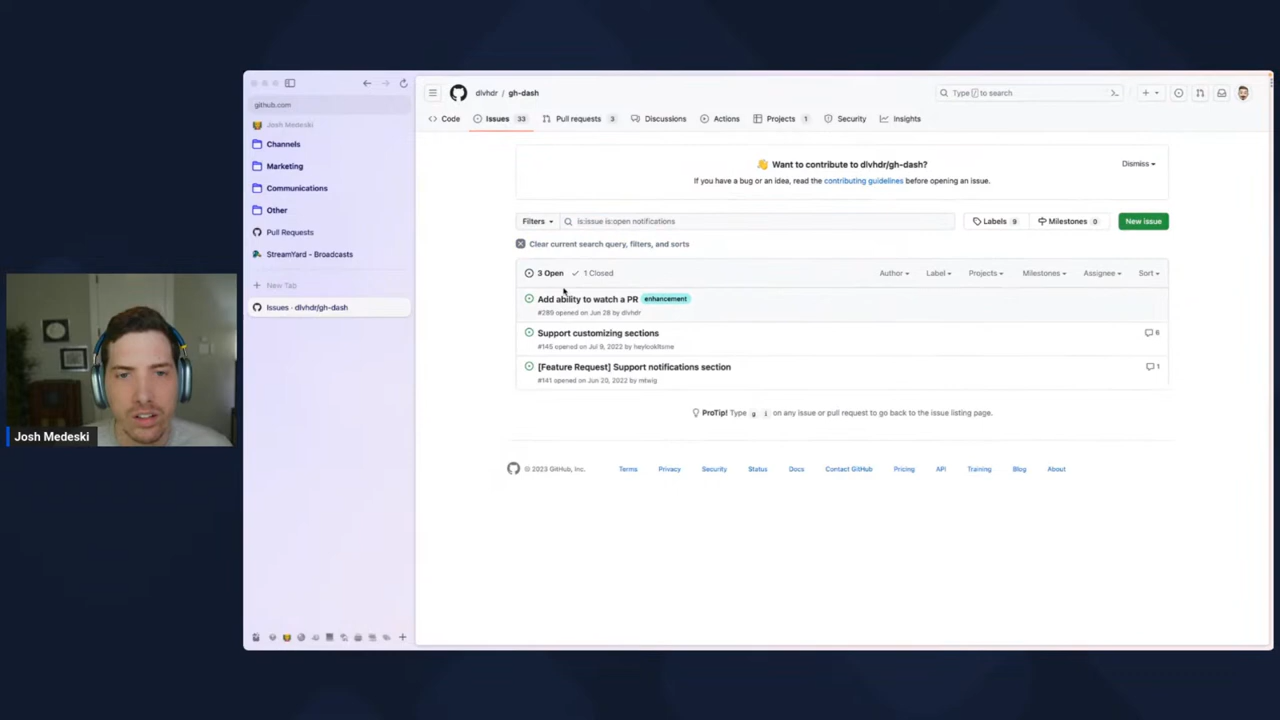 github.com
Josh Medeski
Channels
Marketing
Communications
Other
Pull Requests
StreamYard - Broadcasts
New Tab
Issues · dlvhdr/gh-dash
dlvhdr / gh-dash
Type / to search
Code
Issues 33
Pull requests 3
Discussions
Actions
Projects 1
Security
Insights
👋 Want to contribute to dlvhdr/gh-dash?
Dismiss
If you have a bug or an idea, read the contributing guidelines before opening an issue.
Filters
is:issue is:open notifications
Labels 9
Milestones 0
New issue
Clear current search query, filters, and sorts
3 Open
1 Closed
Author
Label
Projects
Milestones
Assignee
Sort
Add ability to watch a PR enhancement
#289 opened on Jun 28 by dlvhdr
Support customizing sections
6
#145 opened on Jul 9, 2022 by heylookltsme
[Feature Request] Support notifications section
1
#141 opened on Jun 20, 2022 by mtwig
ProTip! Type g i on any issue or pull request to go back to the issue listing page.
© 2023 GitHub, Inc.
Terms
Privacy
Security
Status
Docs
Contact GitHub
Pricing
API
Training
Blog
About
Josh Medeski